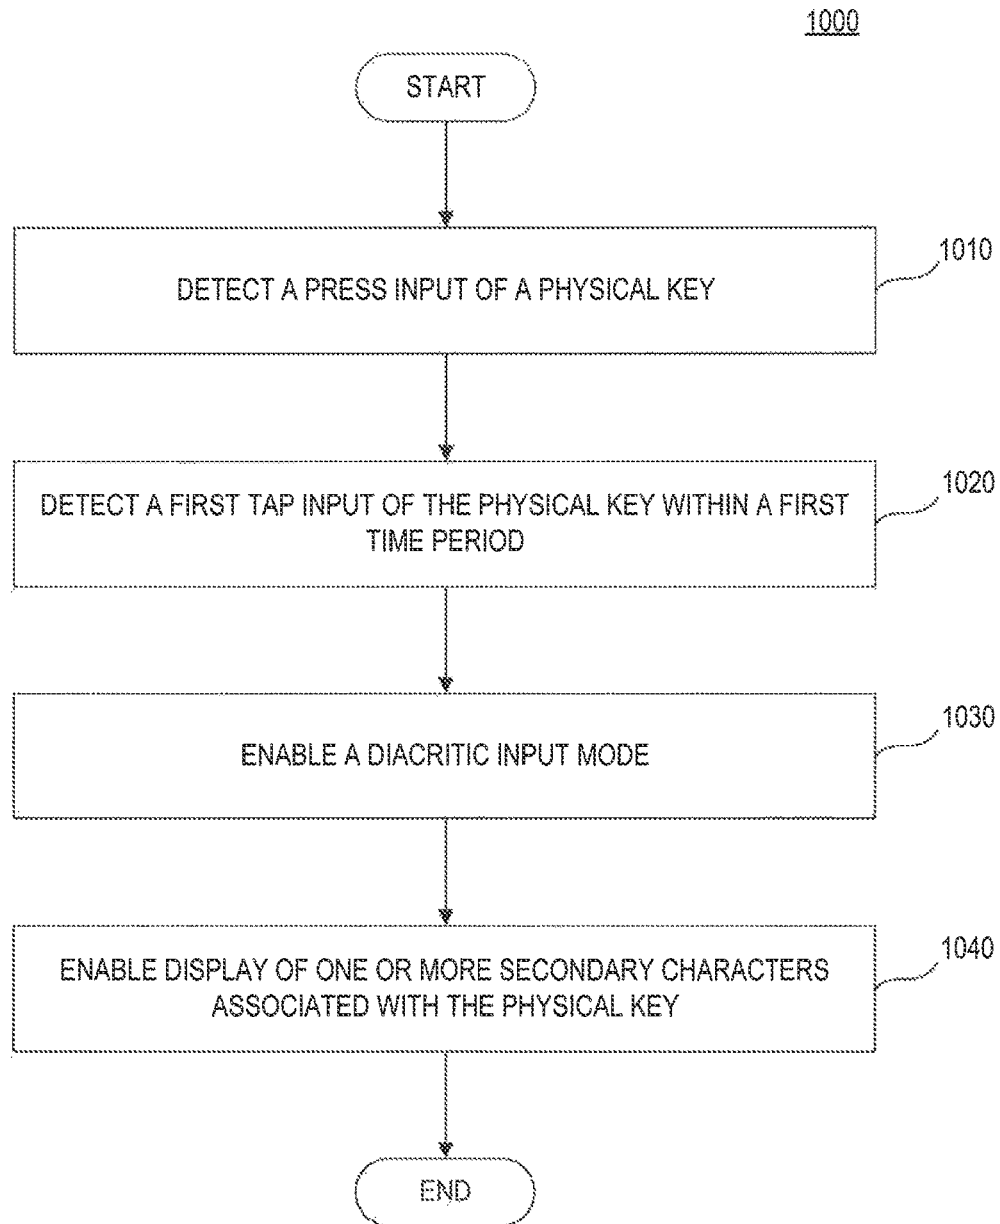 1000
START
DETECT A PRESS INPUT OF A PHYSICAL KEY
1010
DETECT A FIRST TAP INPUT OF THE PHYSICAL KEY WITHIN A FIRST
TIME PERIOD
1020
ENABLE A DIACRITIC INPUT MODE
1030
ENABLE DISPLAY OF ONE OR MORE SECONDARY CHARACTERS
ASSOCIATED WITH THE PHYSICAL KEY
1040
END